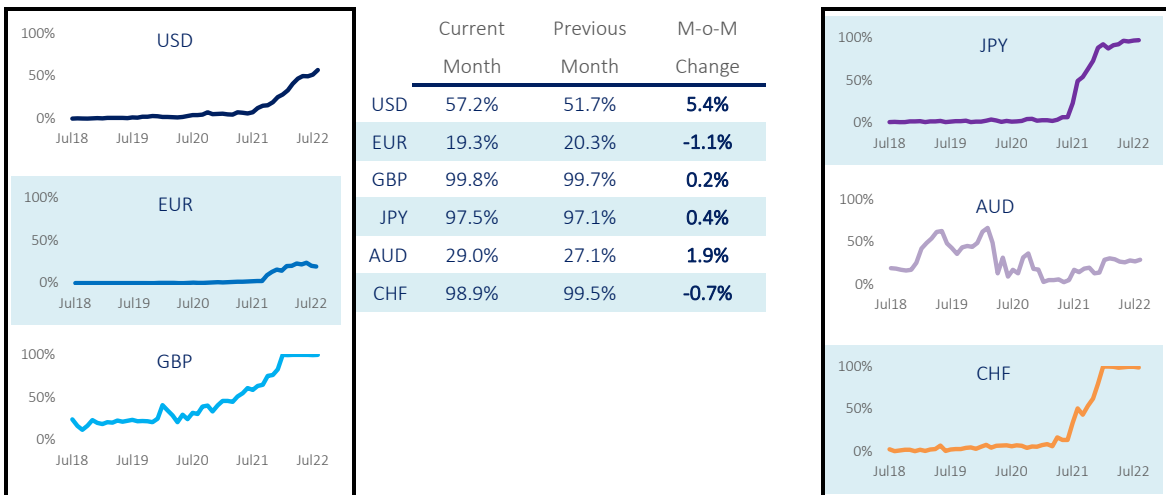 USD
100%
50%
0%
Jul18 Jul19 Jul20 Jul21 Jul22
EUR
100%
50%
0%
Jul18 Jul19 Jul20 Jul21 Jul22
GBP
100%
50%
0%
Jul18 Jul19 Jul20 Jul21 Jul22
Current Previous M-o-M
Month Month Change
USD 57.2% 51.7% 5.4%
EUR 19.3% 20.3% -1.1%
GBP 99.8% 99.7% 0.2%
JPY 97.5% 97.1% 0.4%
AUD 29.0% 27.1% 1.9%
CHF 98.9% 99.5% -0.7%
JPY
100%
50%
0%
Jul18 Jul19 Jul20 Jul21 Jul22
AUD
100%
50%
0%
Jul18 Jul19 Jul20 Jul21 Jul22
CHF
100%
50%
0%
Jul18 Jul19 Jul20 Jul21 Jul22